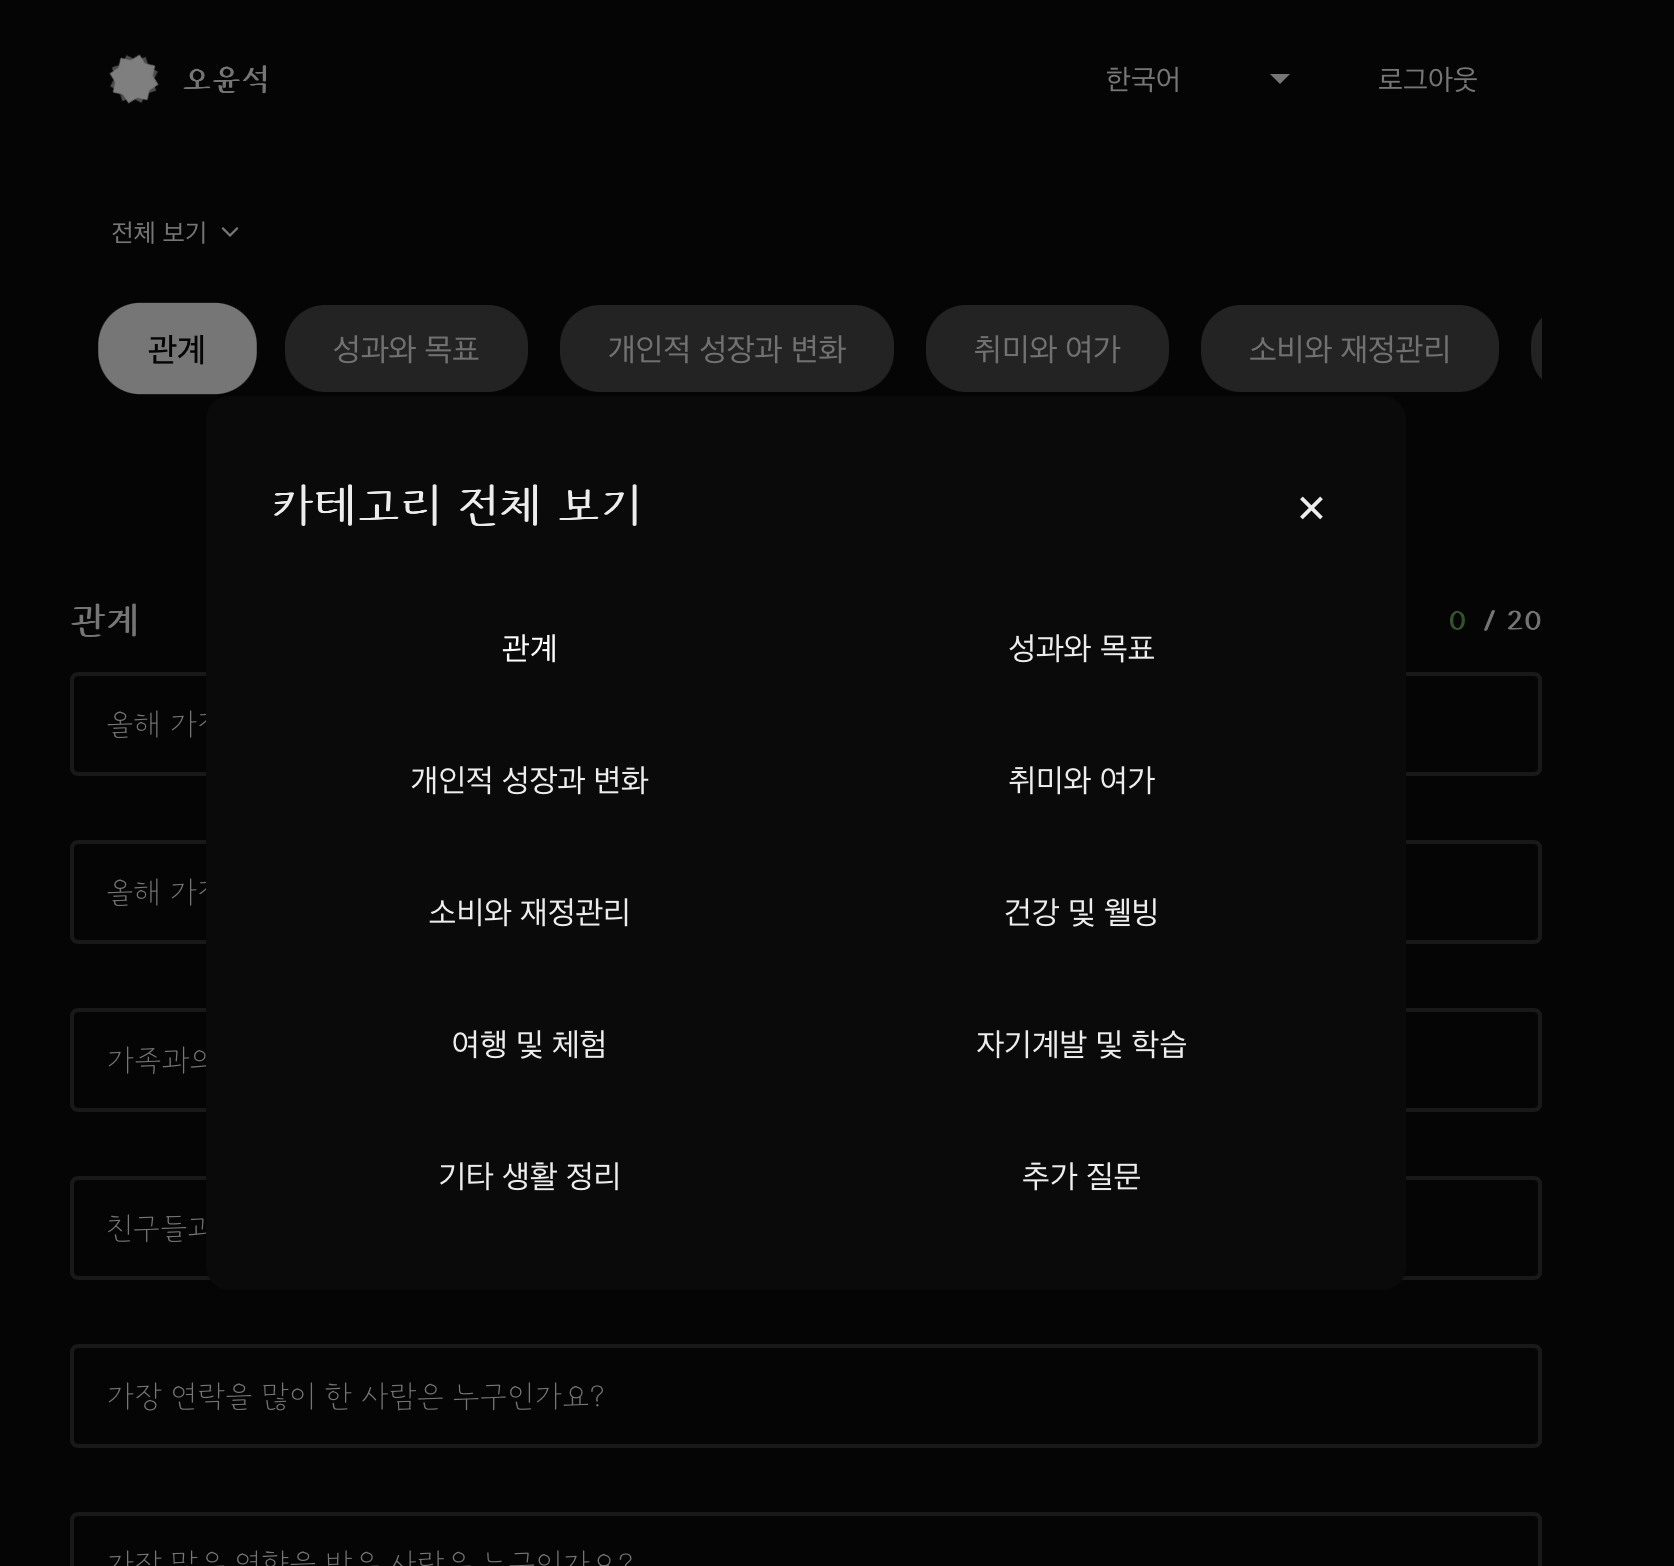 오윤석 한국어 로그아웃
전체 보기
관계 성과와 목표 개인적 성장과 변화 취미와 여가 소비와 재정관리
카테고리 전체 보기
관계 성과와 목표
개인적 성장과 변화 취미와 여가
소비와 재정관리 건강 및 웰빙
여행 및 체험 자기계발 및 학습
기타 생활 정리 추가 질문
관계 0 / 20
올해
올해
가족과의
친구들과
가장 연락을 많이 한 사람은 누구인가요?
가장 많은 영향을 받은 사람은 누구인가요?